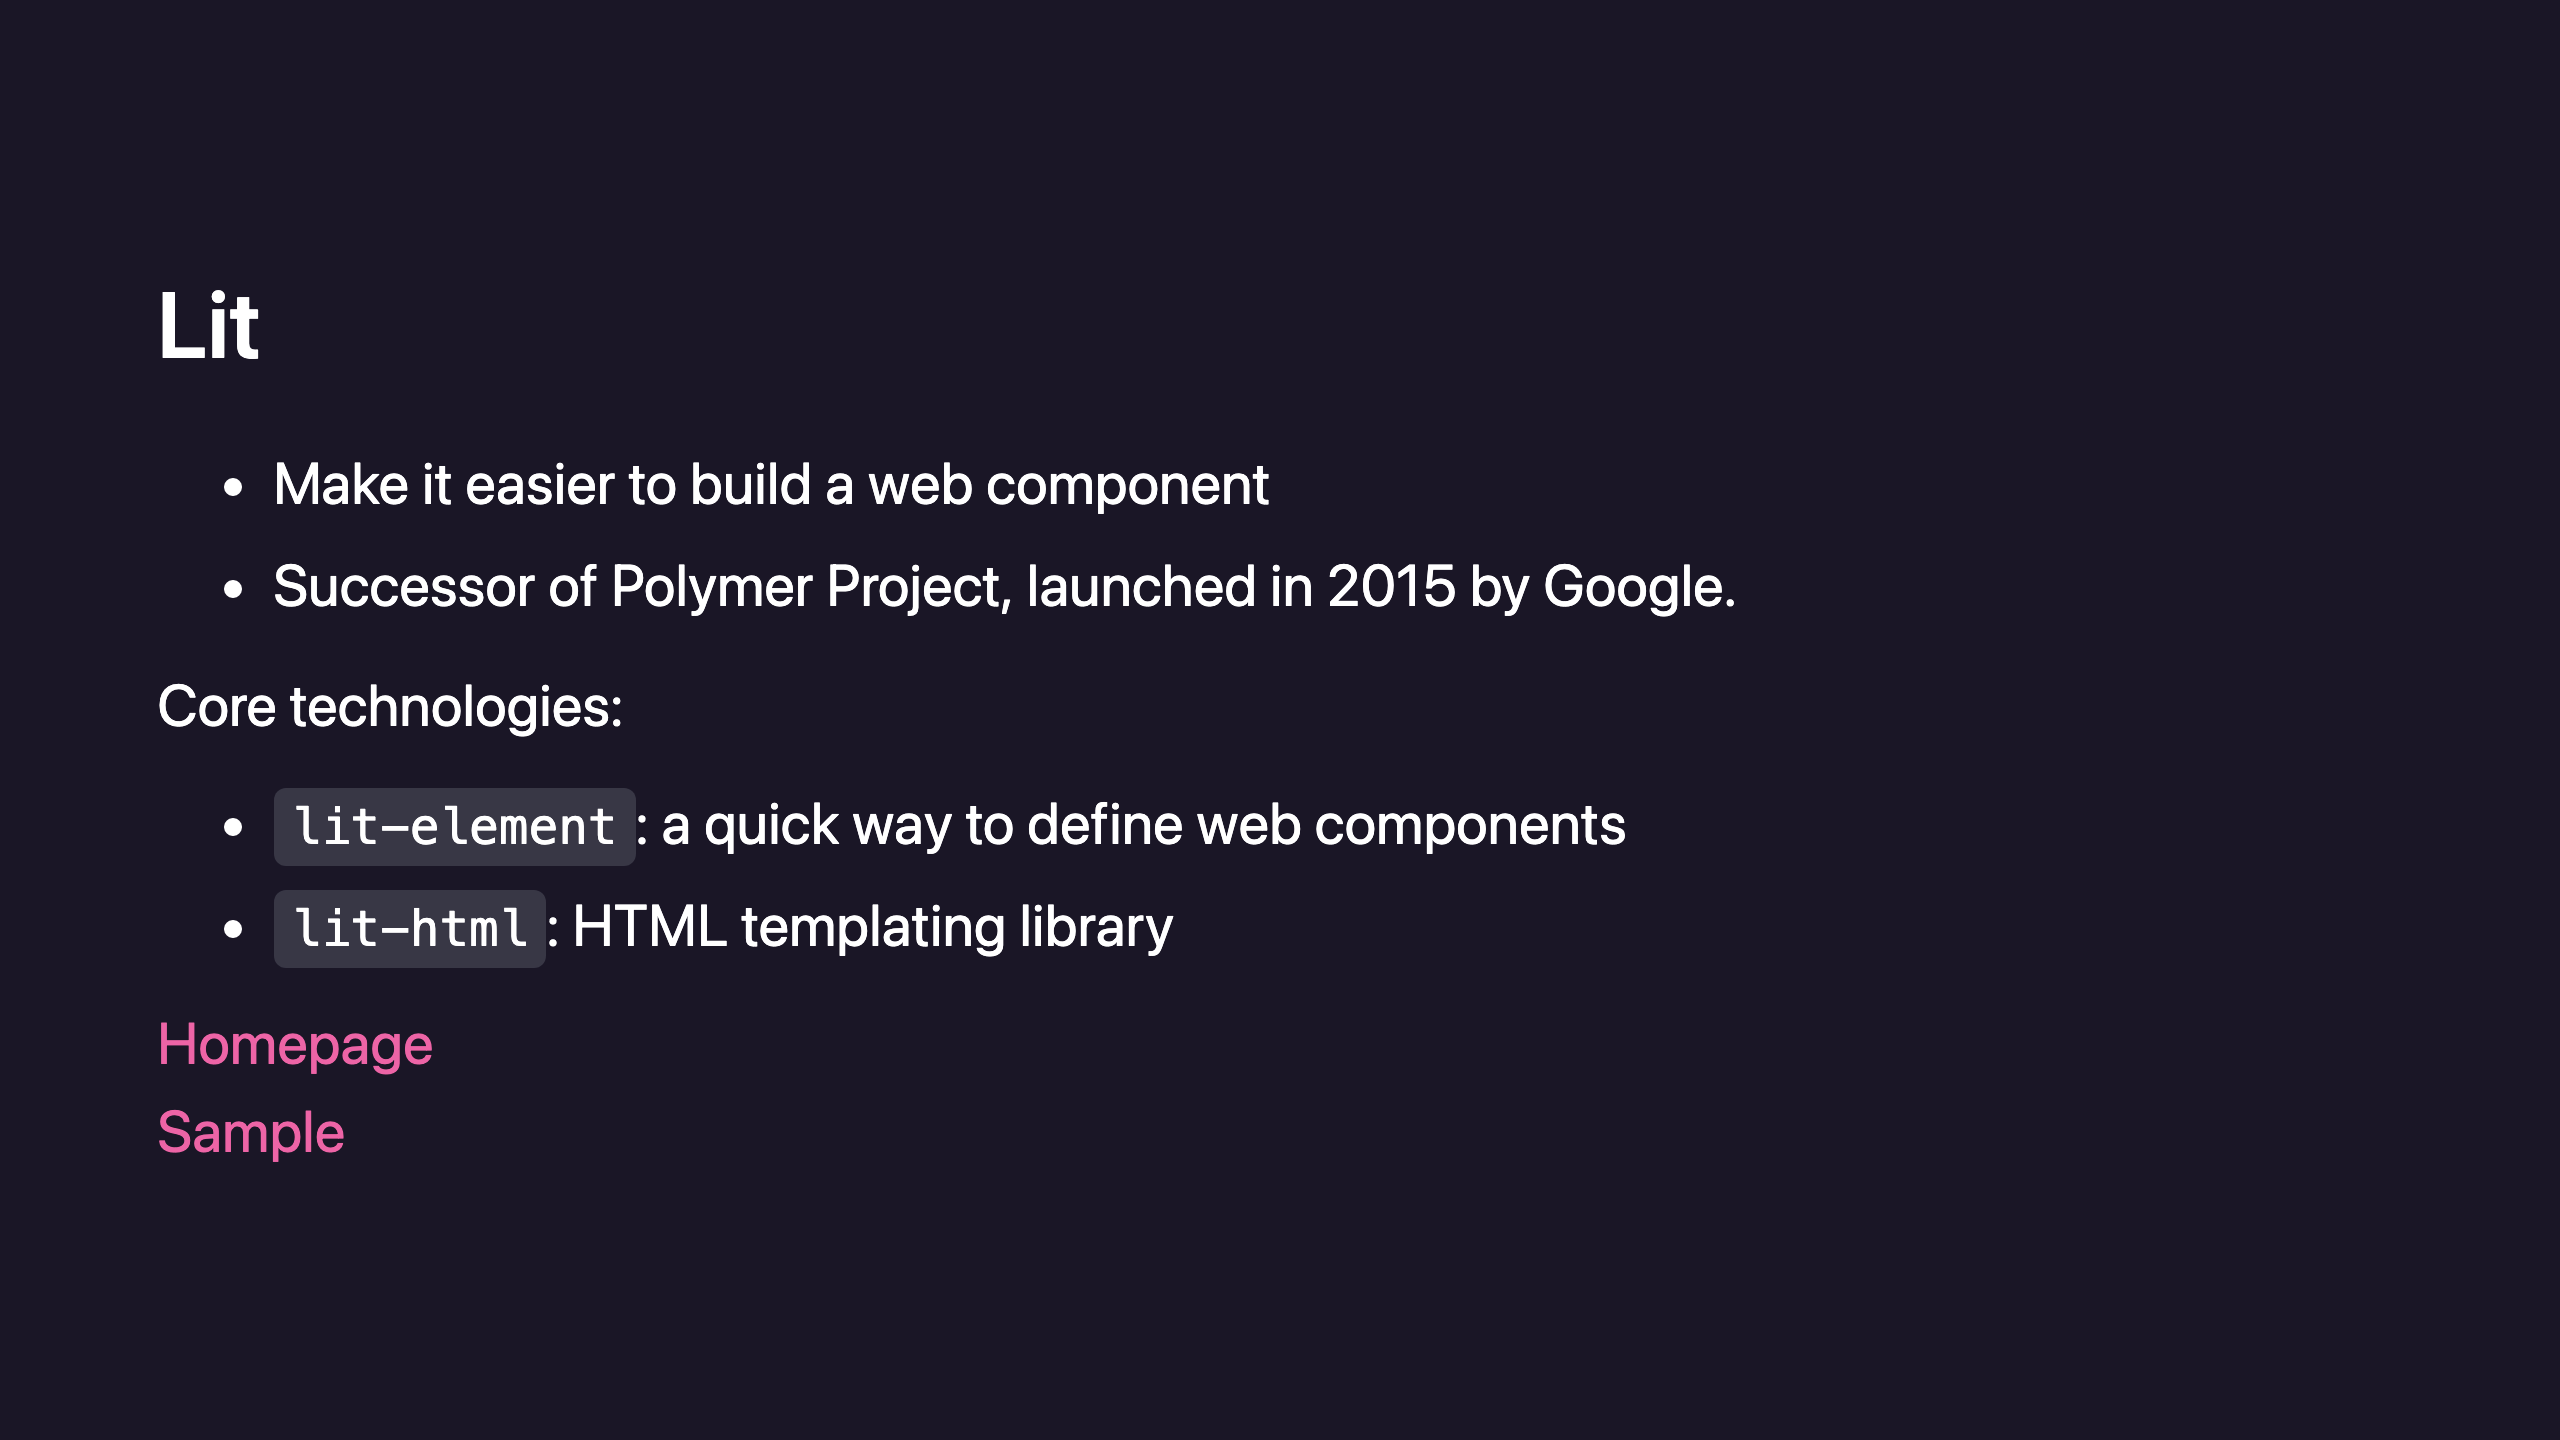 Lit
• Make it easier to build a web component
• Successor of Polymer Project, launched in 2015 by Google.
Core technologies:
• lit-element: a quick way to define web components
• lit-html: HTML templating library
Homepage
Sample